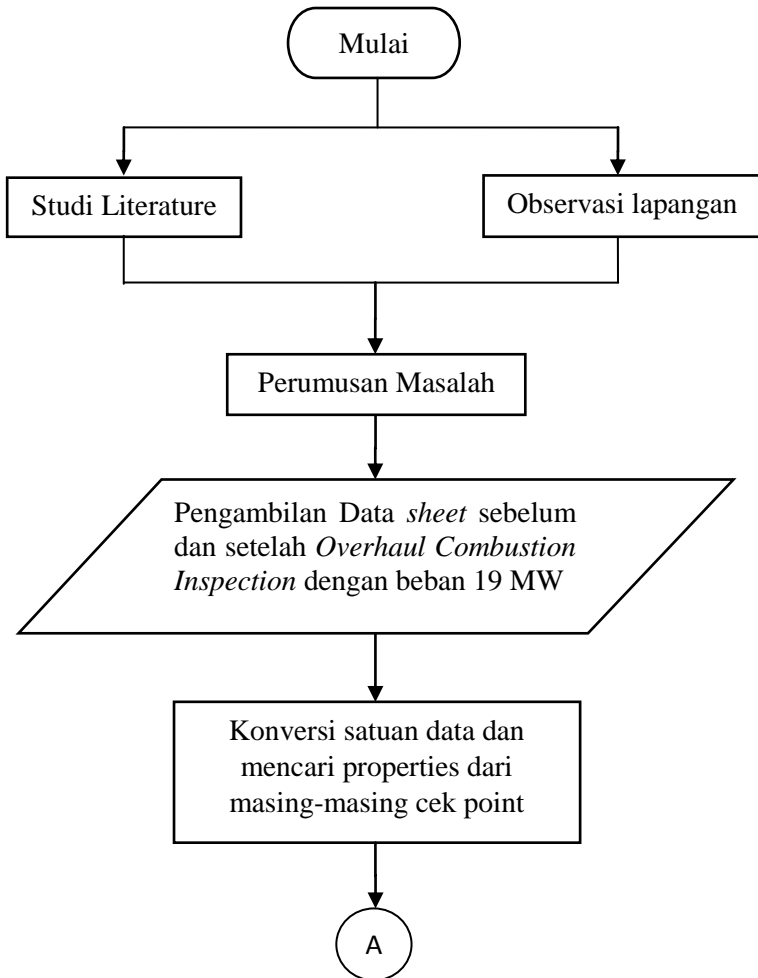 Mulai
Studi Literature
Observasi lapangan
Perumusan Masalah
Pengambilan Data sheet sebelum
dan setelah Overhaul Combustion
Inspection dengan beban 19 MW
Konversi satuan data dan
mencari properties dari
masing-masing cek point
A